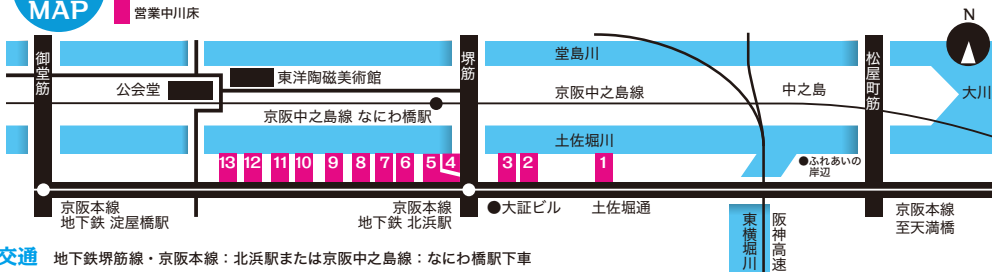 MAP
営業中川床
N
御堂筋
堺筋
堂島川
松屋町筋
東洋陶磁美術館
公会堂
京阪中之島線
中之島
大川
京阪中之島線 なにわ橋駅
土佐堀川
13 12 11 10 9 8 7 6 5 4 3 2 1
●ふれあいの
岸辺
京阪本線
地下鉄 淀屋橋駅
京阪本線
地下鉄 北浜駅
●大証ビル
土佐堀通
東横堀川
阪神高速
京阪本線
至天満橋
交通 地下鉄堺筋線・京阪本線：北浜駅または京阪中之島線：なにわ橋駅下車